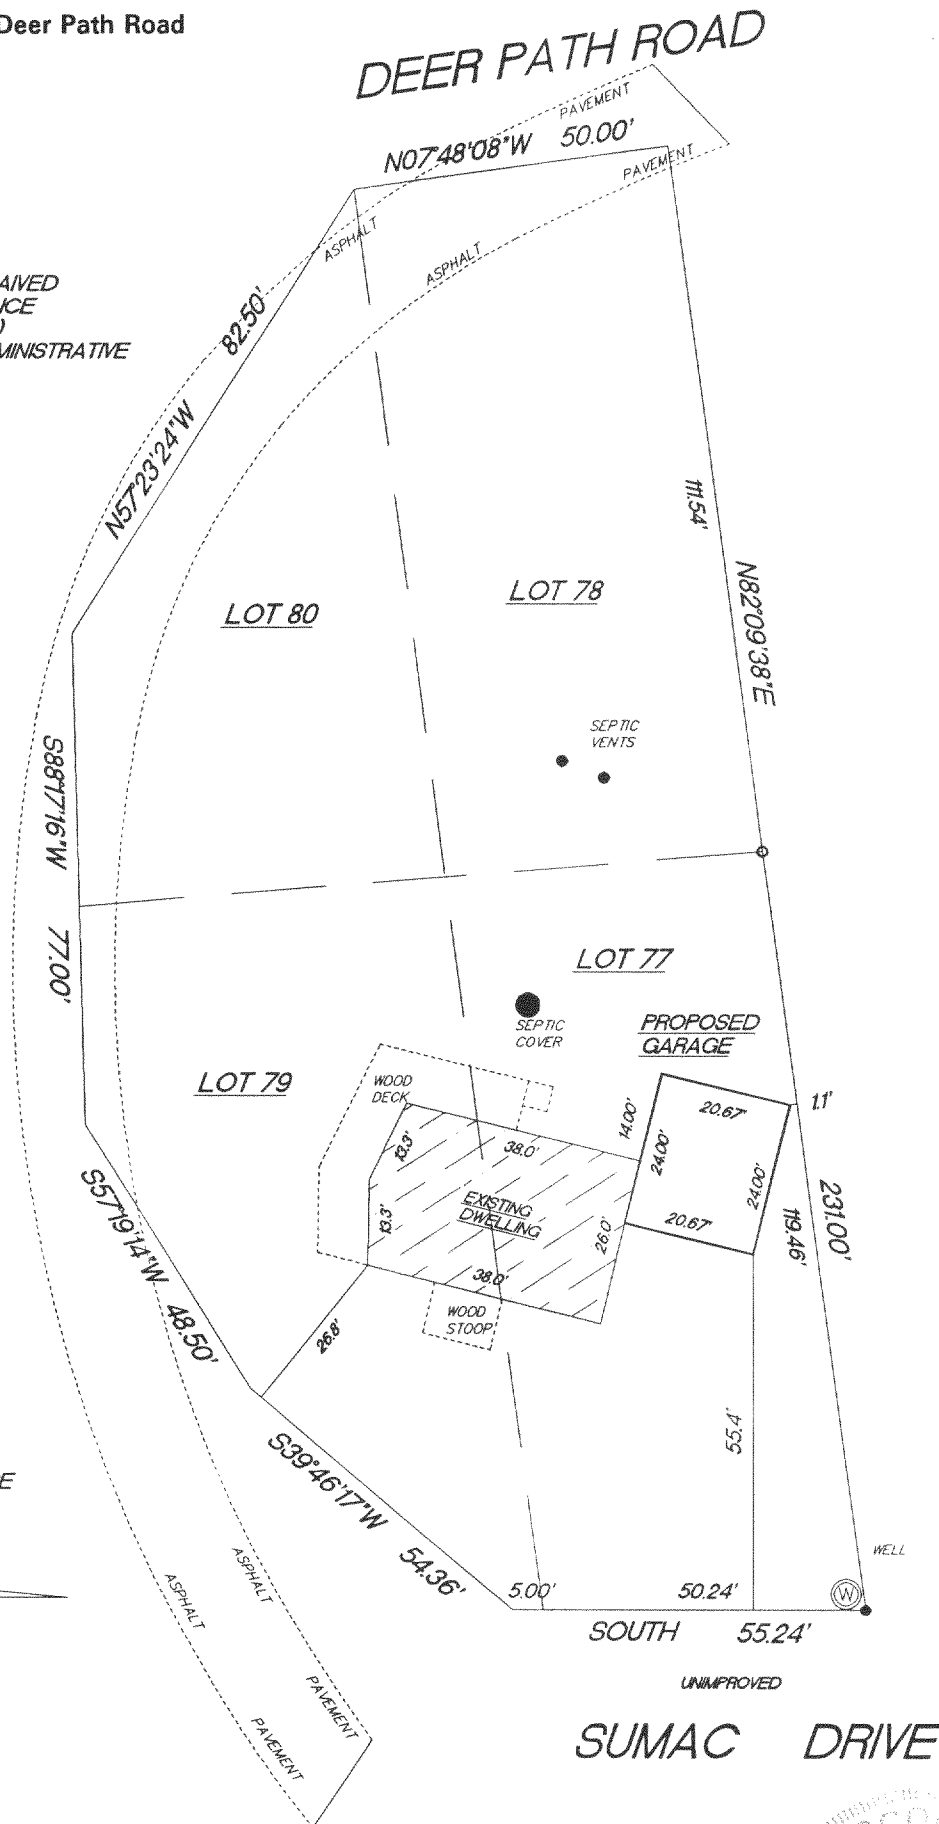 Deer Path Road
DEER PATH ROAD
PAVEMENT
N07°48'08"W 50.00'
PAVEMENT
ASPHALT
ASPHALT
AIVED
MINISTRATIVE
82.50'
N57°23'24"W
111.54'
N82°09'38"E
LOT 80
LOT 78
SEPTIC
VENTS
S88°17'16"W 77.00'
LOT 77
SEPTIC
COVER
PROPOSED
GARAGE
LOT 79
WOOD
DECK
20.67'
1.1'
14.00'
24.00'
24.00'
13.3'
38.0'
EXISTING
DWELLING
13.3'
26.0'
20.67'
231.00'
119.46'
38.0'
WOOD
STOOP
S57°19'14"W 48.50'
26.8'
55.4'
S39°46'17"W 54.36'
E
WELL
W
ASPHALT
ASPHALT
5.00'
50.24'
SOUTH 55.24'
UNIMPROVED
PAVEMENT
PAVEMENT
SUMAC DRIVE